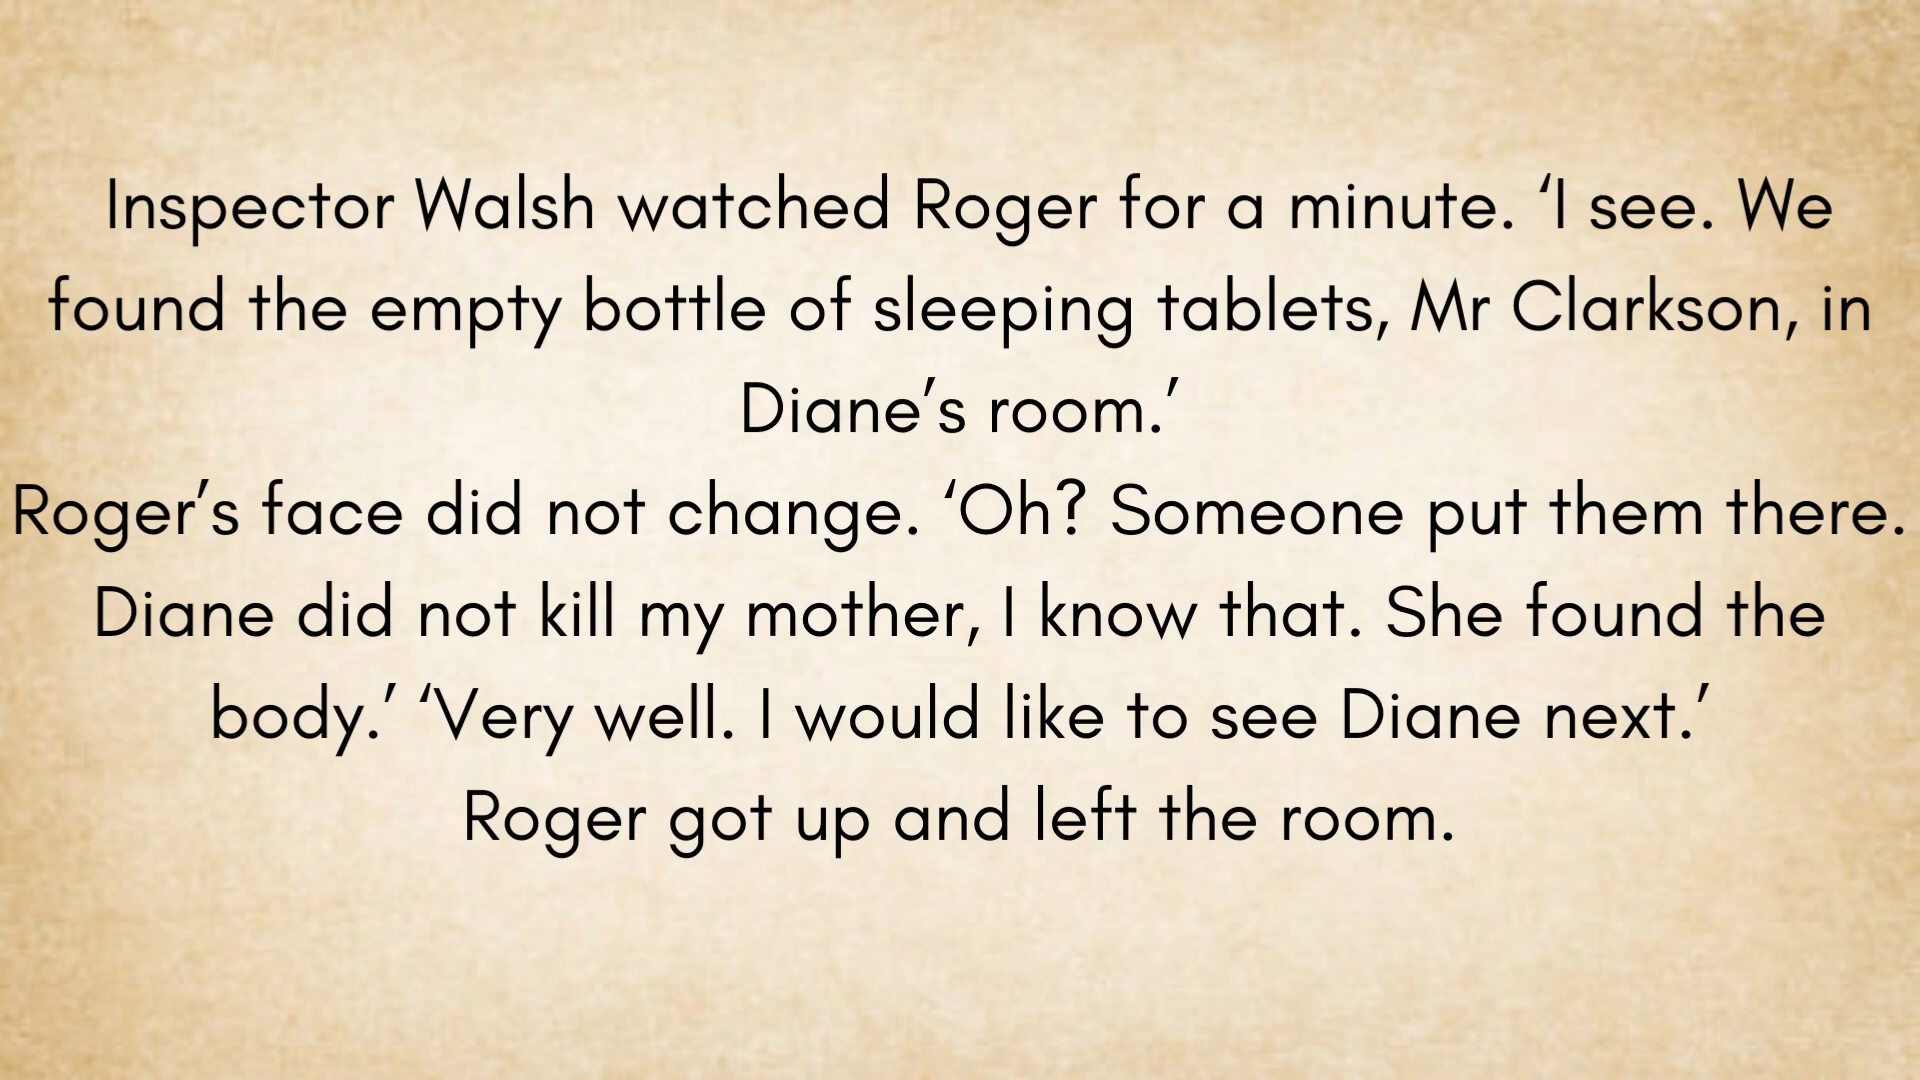 Inspector Walsh watched Roger for a minute. ‘I see. We
found the empty bottle of sleeping tablets, Mr Clarkson, in
Diane’s room.’
Roger’s face did not change. ‘Oh? Someone put them there.
Diane did not kill my mother, I know that. She found the
body.’ ‘Very well. I would like to see Diane next.’
Roger got up and left the room.